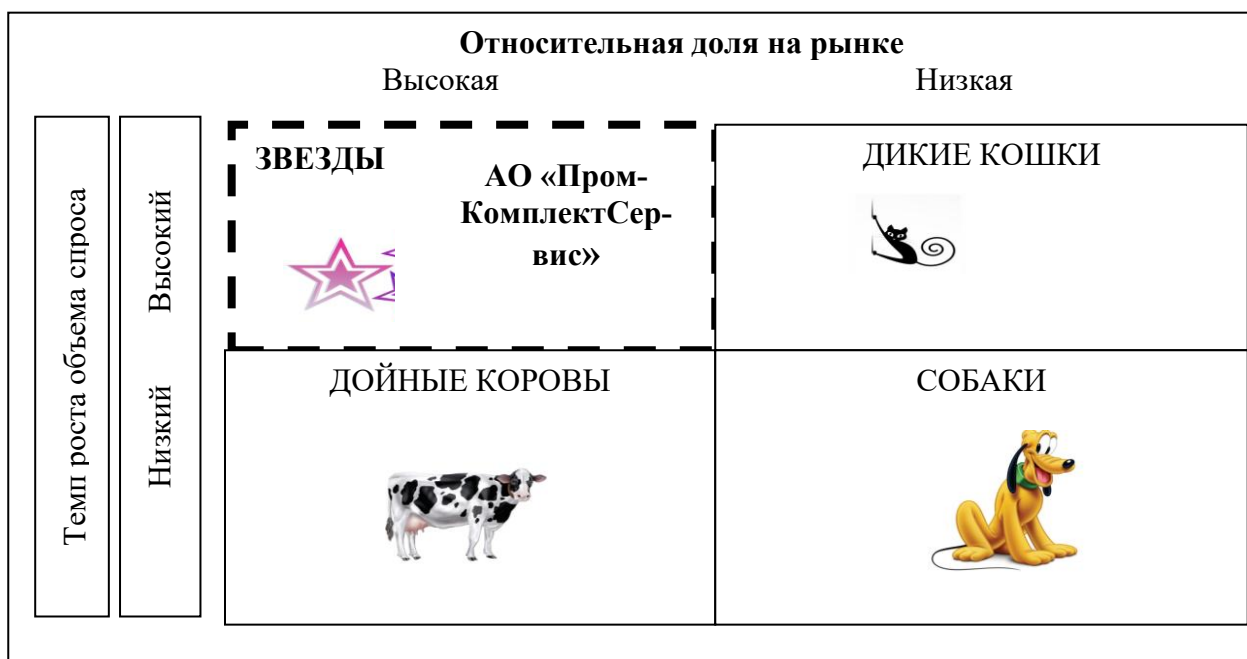 Относительная доля на рынке
Высокая
Низкая
Темп роста объема спроса
Высокий
Низкий
ЗВЕЗДЫ
АО «Пром-
КомплектСер-
вис»
ДИКИЕ КОШКИ
ДОЙНЫЕ КОРОВЫ
СОБАКИ